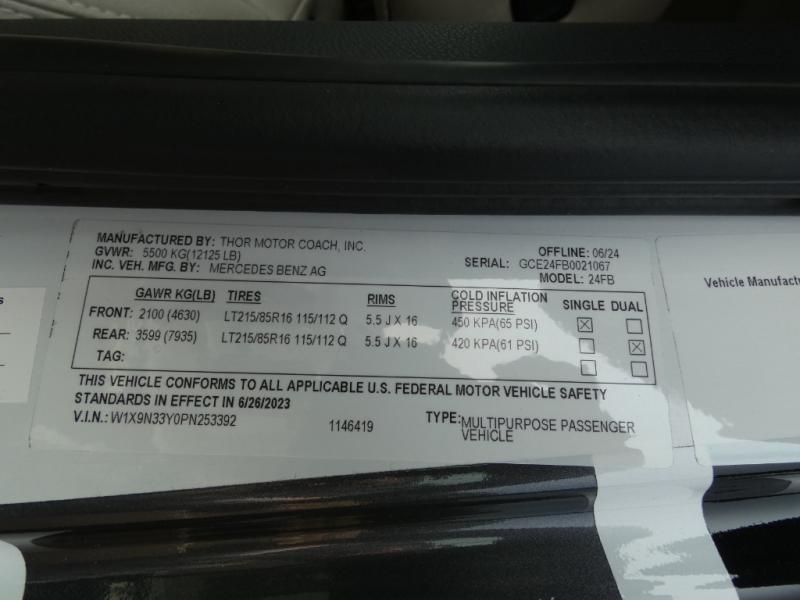 MANUFACTURED BY: THOR MOTOR COACH, INC.
OFFLINE: 06/24
GVWR: 5500 KG(12125 LB)
SERIAL: GCE24FB0021067
INC. VEH. MFG. BY: MERCEDES BENZ AG
MODEL: 24FB
GAWR KG(LB) TIRES RIMS COLD INFLATION PRESSURE SINGLE DUAL
FRONT: 2100 (4630) LT215/85R16 115/112 Q 5.5 J X 16 450 KPA(65 PSI) ☒ ☐
REAR: 3599 (7935) LT215/85R16 115/112 Q 5.5 J X 16 420 KPA(61 PSI) ☐ ☒
TAG: ☐ ☐
THIS VEHICLE CONFORMS TO ALL APPLICABLE U.S. FEDERAL MOTOR VEHICLE SAFETY
STANDARDS IN EFFECT IN 6/26/2023
V.I.N.: W1X9N33Y0PN253392 1146419 TYPE: MULTIPURPOSE PASSENGER
VEHICLE
Vehicle Manufactu